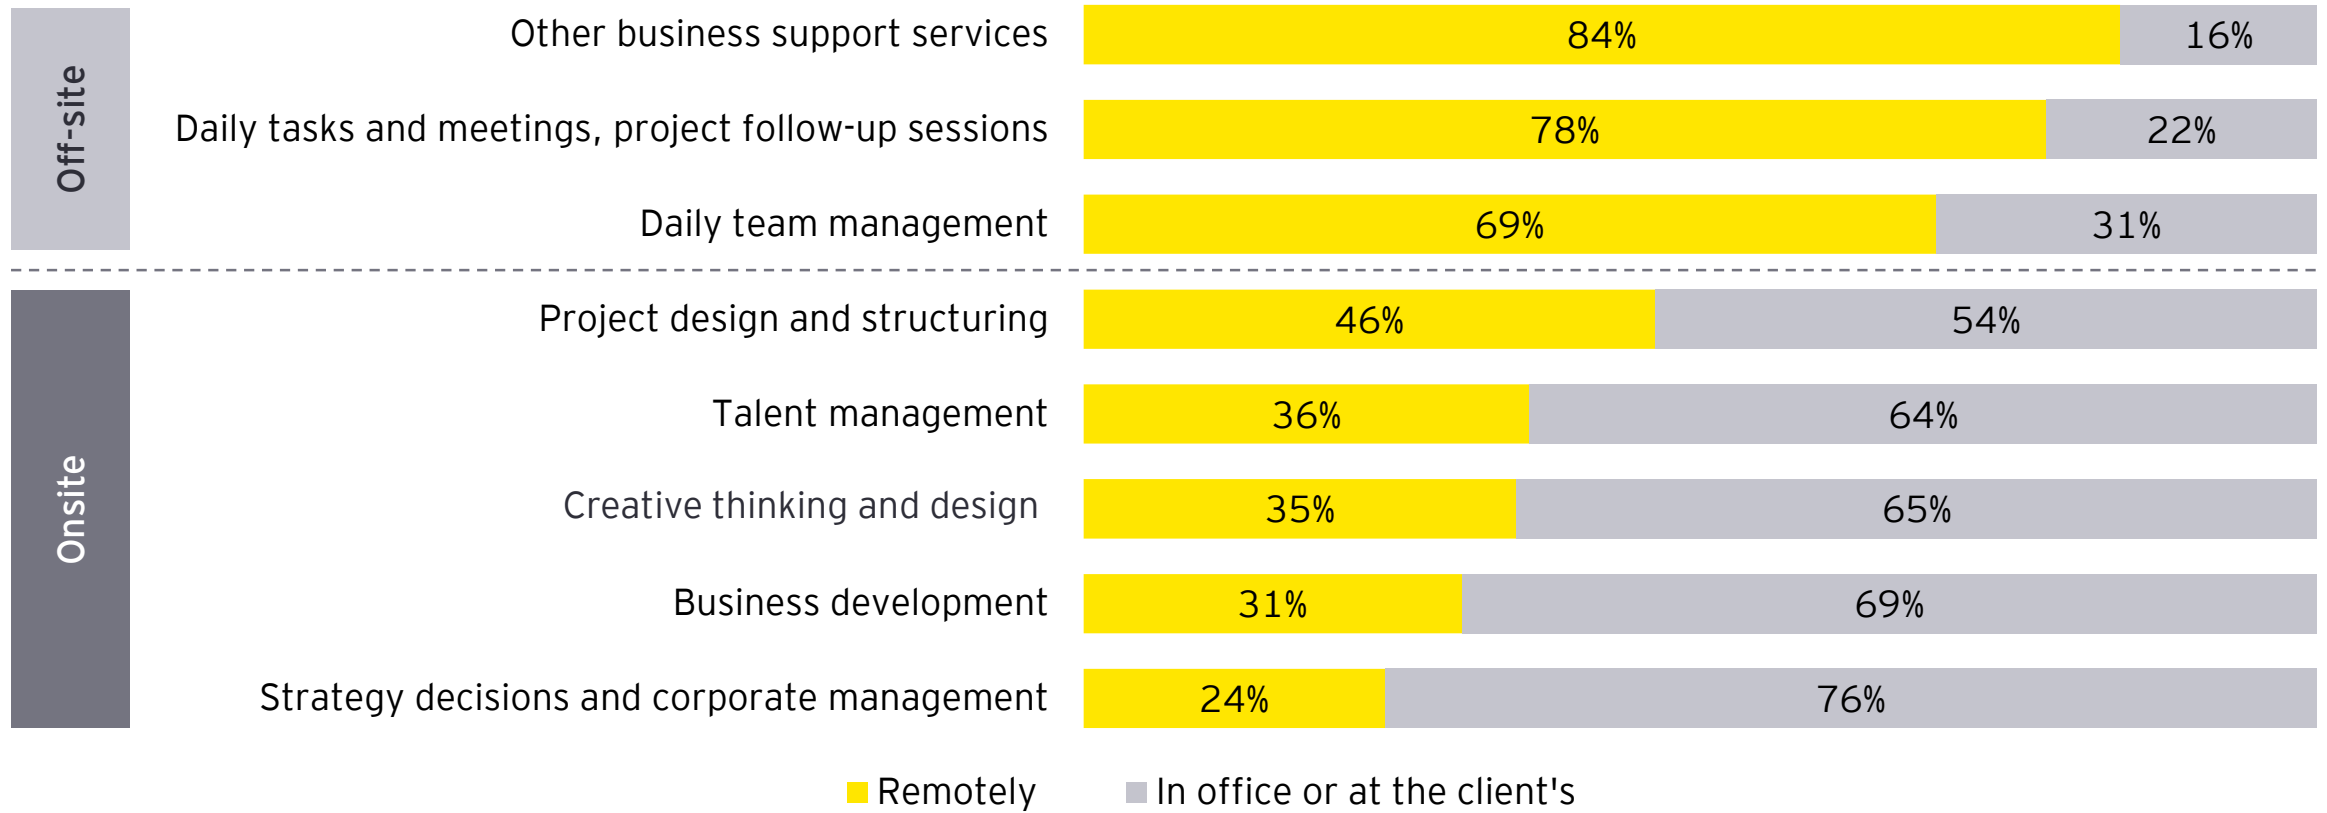 Off-site
Other business support services 84% 16%
Daily tasks and meetings, project follow-up sessions 78% 22%
Daily team management 69% 31%
Onsite
Project design and structuring 46% 54%
Talent management 36% 64%
Creative thinking and design 35% 65%
Business development 31% 69%
Strategy decisions and corporate management 24% 76%
Remotely In office or at the client's